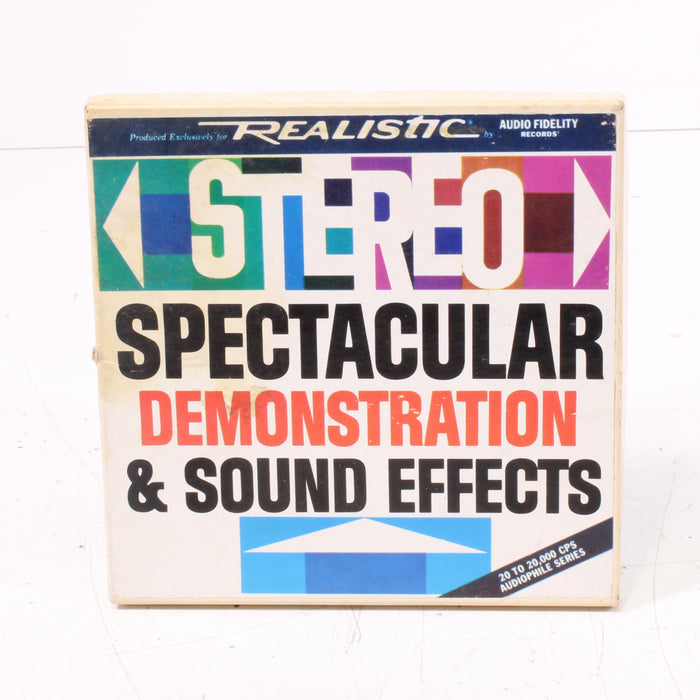 Produced Exclusively for REALISTIC by AUDIO FIDELITY
RECORDS
STEREO
SPECTACULAR
DEMONSTRATION
& SOUND EFFECTS
20 TO 20,000 CPS
AUDIOPHILE SERIES